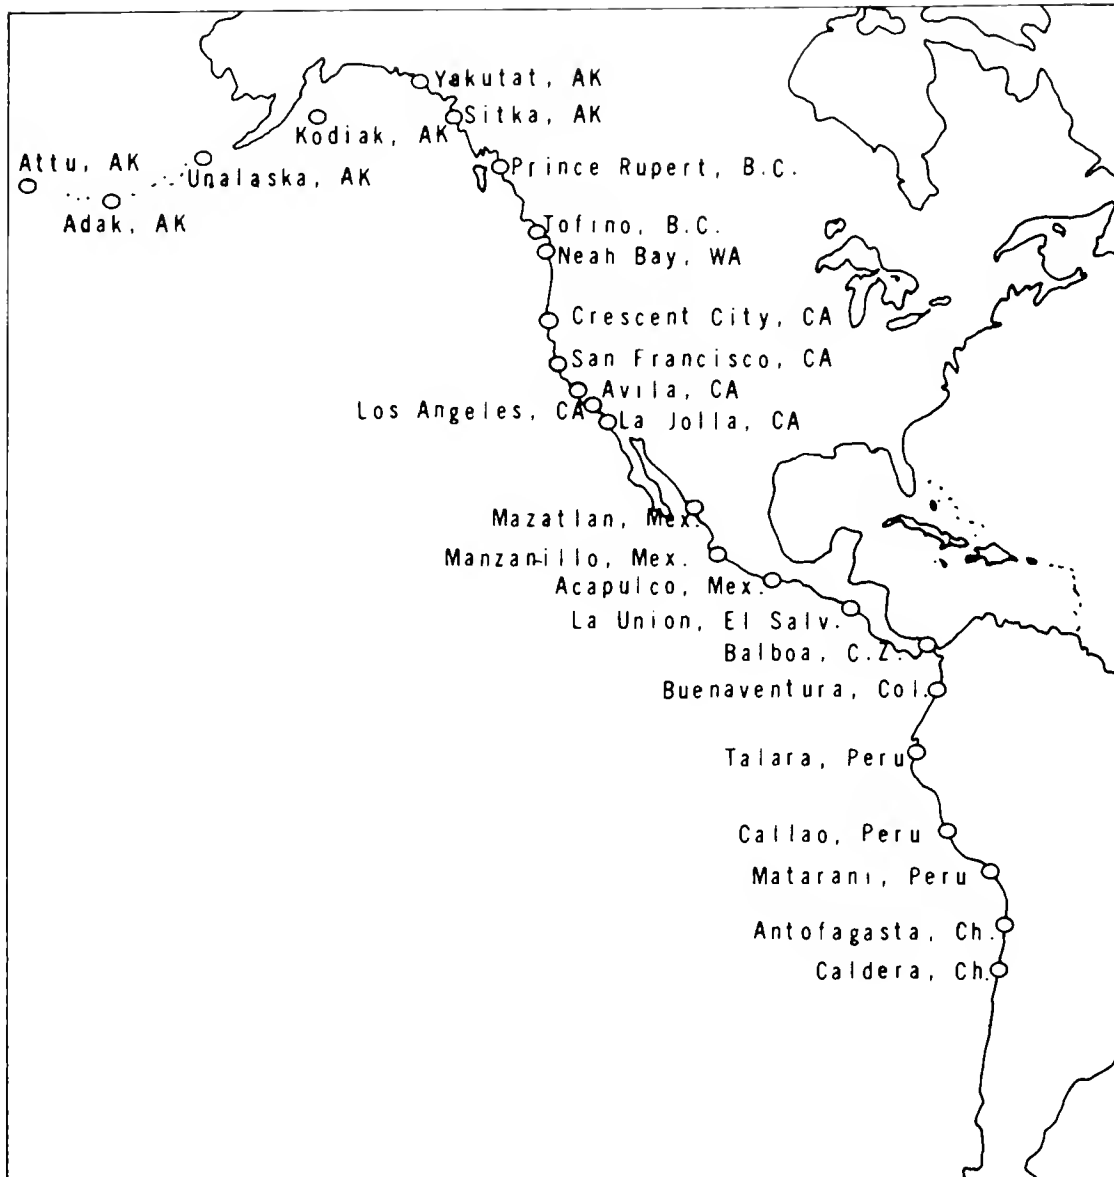 Yakutat, AK
Sitka, AK
Kodiak, AK
Attu, AK
Unalaska, AK
Prince Rupert, B.C.
Adak, AK
Tofino, B.C.
Neah Bay, WA
Crescent City, CA
San Francisco, CA
Avila, CA
Los Angeles, CA
La Jolla, CA
Mazatlan, Mex.
Manzanillo, Mex.
Acapulco, Mex.
La Union, El Salv.
Balboa, C.Z.
Buenaventura, Col.
Talara, Peru
Callao, Peru
Matarani, Peru
Antofagasta, Ch.
Caldera, Ch.